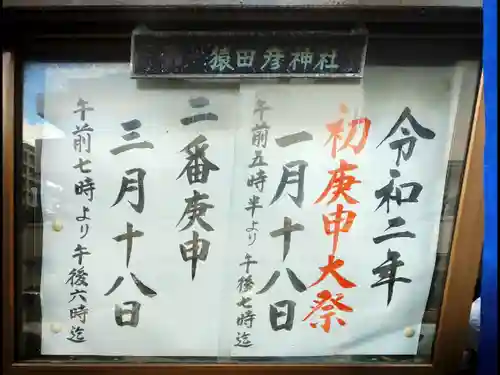 猿田彦神社
令和二年
初庚申大祭
一月十八日
午前五時半より午後七時迄
二番庚申
三月十八日
午前七時より午後六時迄